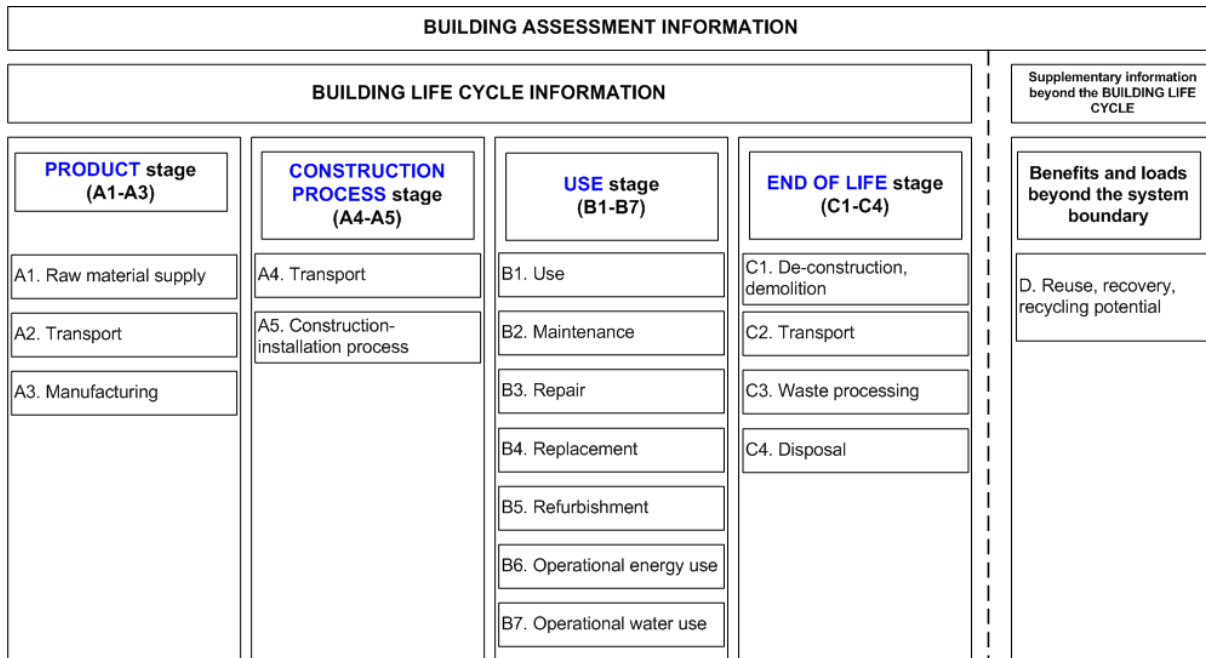 BUILDING ASSESSMENT INFORMATION
BUILDING LIFE CYCLE INFORMATION
Supplementary information
beyond the BUILDING LIFE
CYCLE
PRODUCT stage
(A1-A3)
A1. Raw material supply
A2. Transport
A3. Manufacturing
CONSTRUCTION
PROCESS stage
(A4-A5)
A4. Transport
A5. Construction-
installation process
USE stage
(B1-B7)
B1. Use
B2. Maintenance
B3. Repair
B4. Replacement
B5. Refurbishment
B6. Operational energy use
B7. Operational water use
END OF LIFE stage
(C1-C4)
C1. De-construction,
demolition
C2. Transport
C3. Waste processing
C4. Disposal
Benefits and loads
beyond the system
boundary
D. Reuse, recovery,
recycling potential